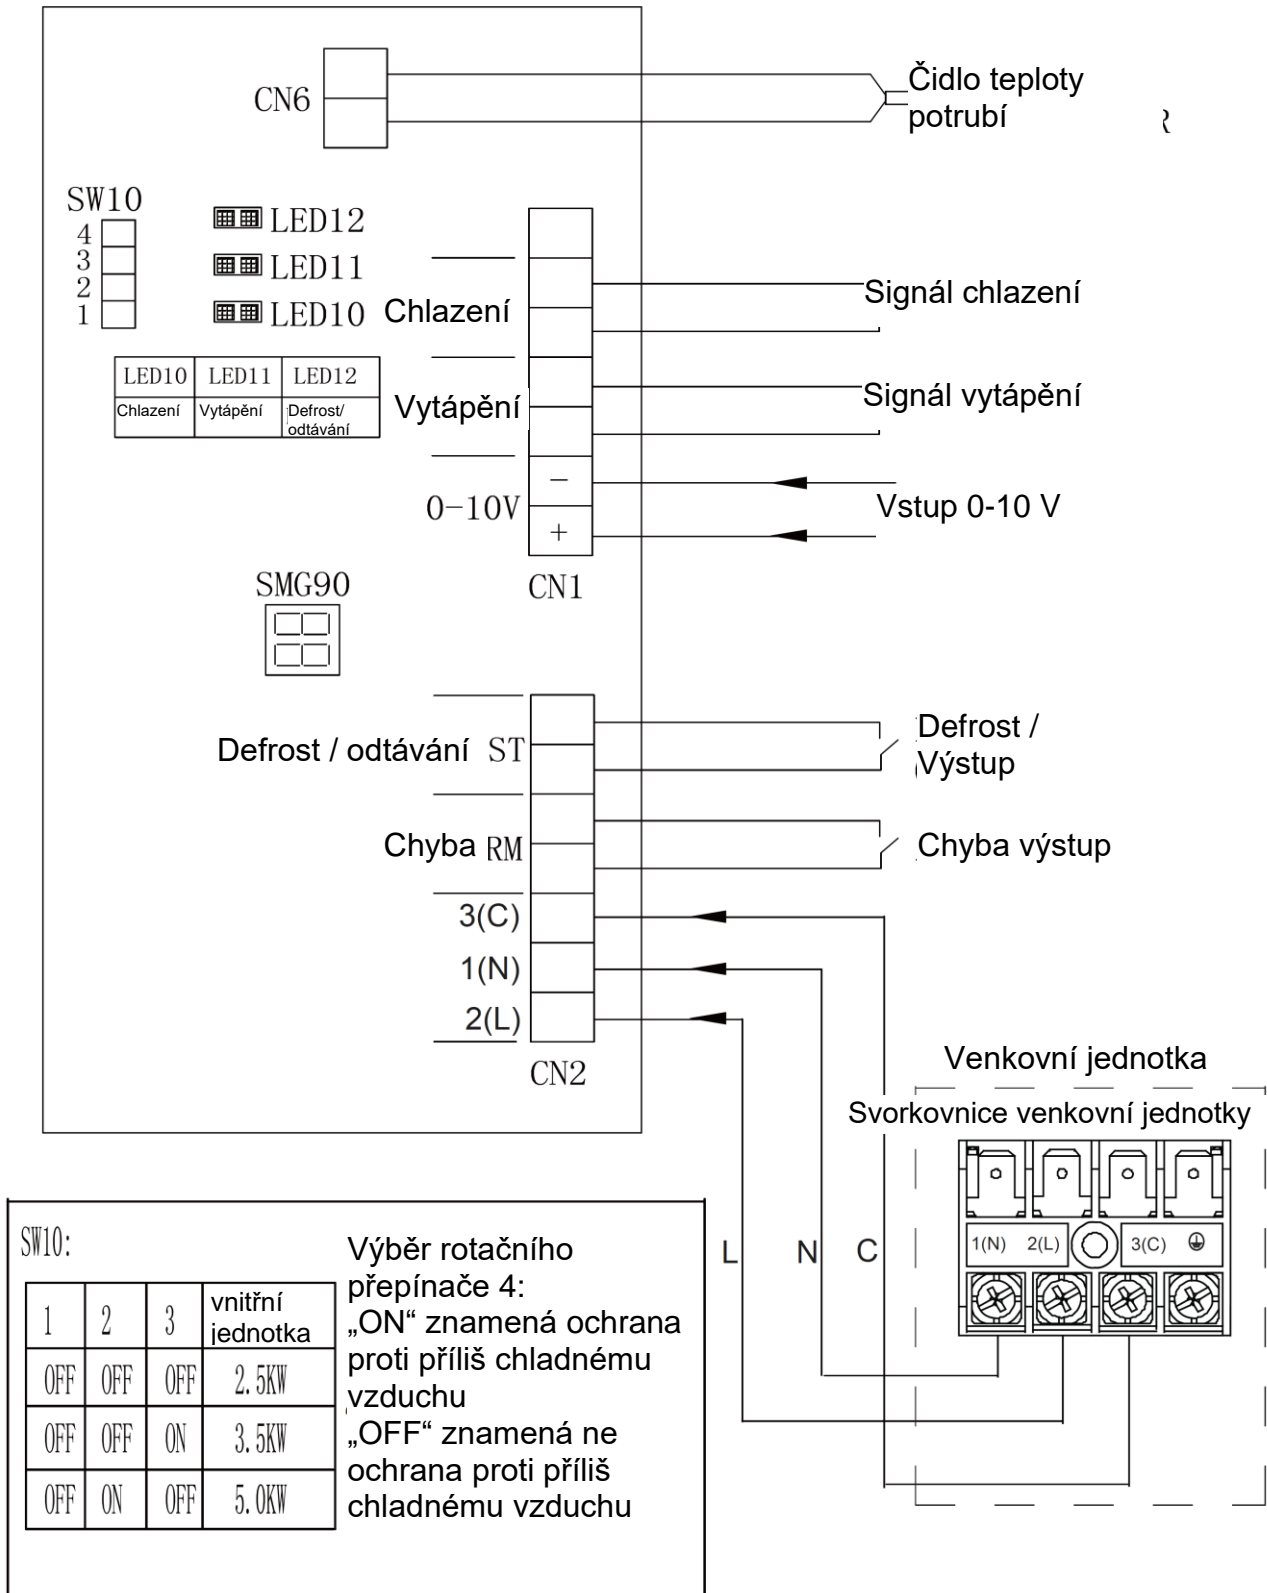 CN6
Čidlo teploty
potrubí
SW10
4
3
2
1
LED12
LED11
LED10
Chlazení
Signál chlazení
LED10 LED11 LED12
Chlazení Vytápění Defrost/
odtávání
Vytápění
Signál vytápění
0-10V
−
+
Vstup 0-10 V
CN1
SMG90
Defrost / odtávání ST
Defrost /
Výstup
Chyba RM
Chyba výstup
3(C)
1(N)
2(L)
CN2
Venkovní jednotka
Svorkovnice venkovní jednotky
1(N) 2(L) 3(C)
L N C
SW10:
1 2 3 vnitřní
jednotka
OFF OFF OFF 2.5KW
OFF OFF ON 3.5KW
OFF ON OFF 5.0KW
Výběr rotačního
přepínače 4:
„ON“ znamená ochrana
proti příliš chladnému
vzduchu
„OFF“ znamená ne
ochrana proti příliš
chladnému vzduchu